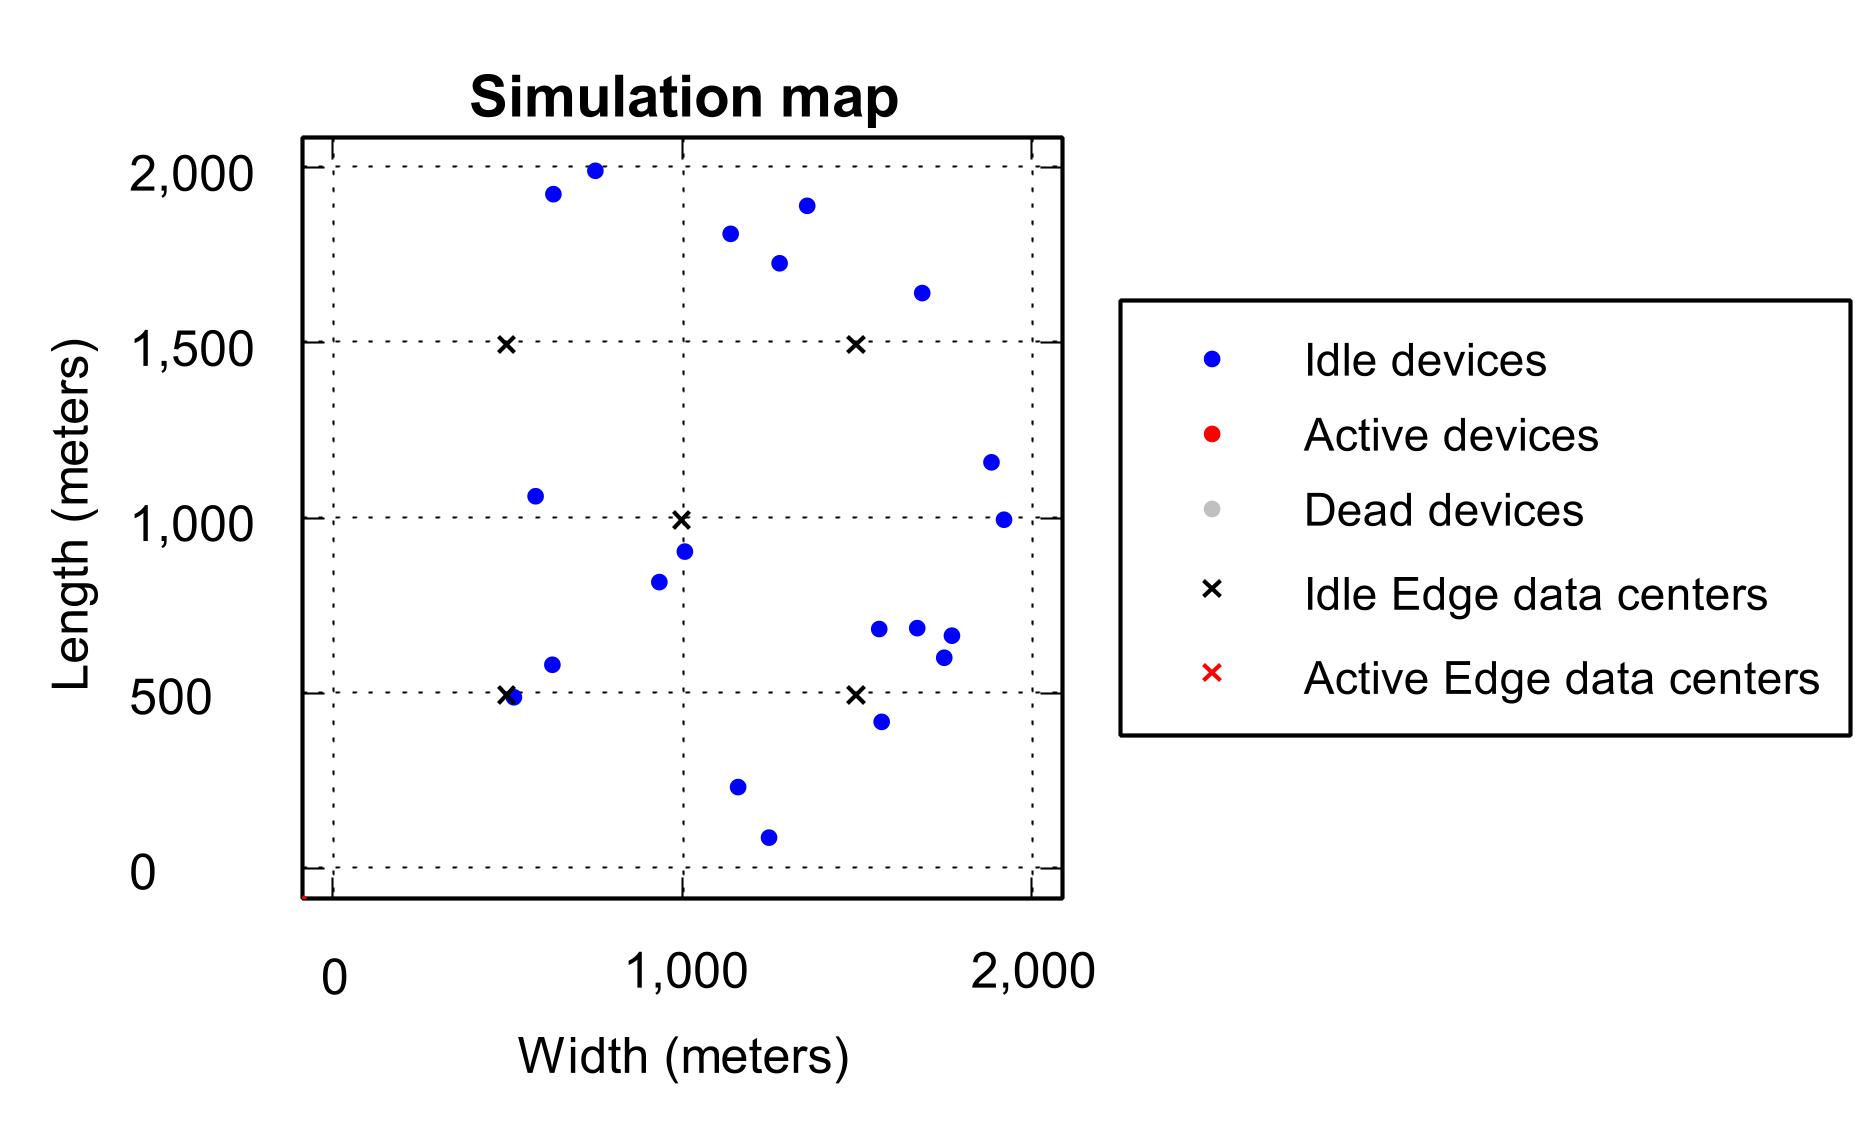 Simulation map
2,000
1,500
1,000
500
0
Length (meters)
0
1,000
2,000
Width (meters)
Idle devices
Active devices
Dead devices
Idle Edge data centers
Active Edge data centers